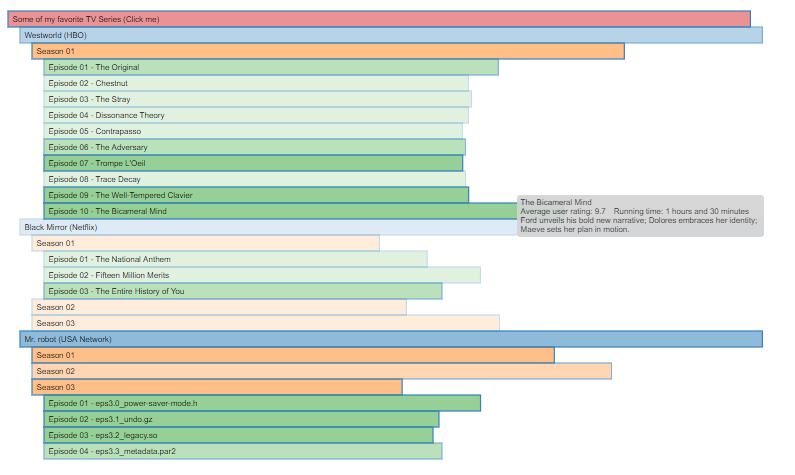 Some of my favorite TV Series (Click me)
Westworld (HBO)
Season 01
Episode 01 - The Original
Episode 02 - Chestnut
Episode 03 - The Stray
Episode 04 - Dissonance Theory
Episode 05 - Contrapasso
Episode 06 - The Adversary
Episode 07 - Trompe L'Oeil
Episode 08 - Trace Decay
Episode 09 - The Well-Tempered Clavier
Episode 10 - The Bicameral Mind
The Bicameral Mind
Average user rating: 9.7 Running time: 1 hours and 30 minutes
Ford unveils his bold new narrative; Dolores embraces her identity;
Maeve sets her plan in motion.
Black Mirror (Netflix)
Season 01
Episode 01 - The National Anthem
Episode 02 - Fifteen Million Merits
Episode 03 - The Entire History of You
Season 02
Season 03
Mr. robot (USA Network)
Season 01
Season 02
Season 03
Episode 01 - eps3.0_power-saver-mode.h
Episode 02 - eps3.1_undo.gz
Episode 03 - eps3.2_legacy.so
Episode 04 - eps3.3_metadata.par2